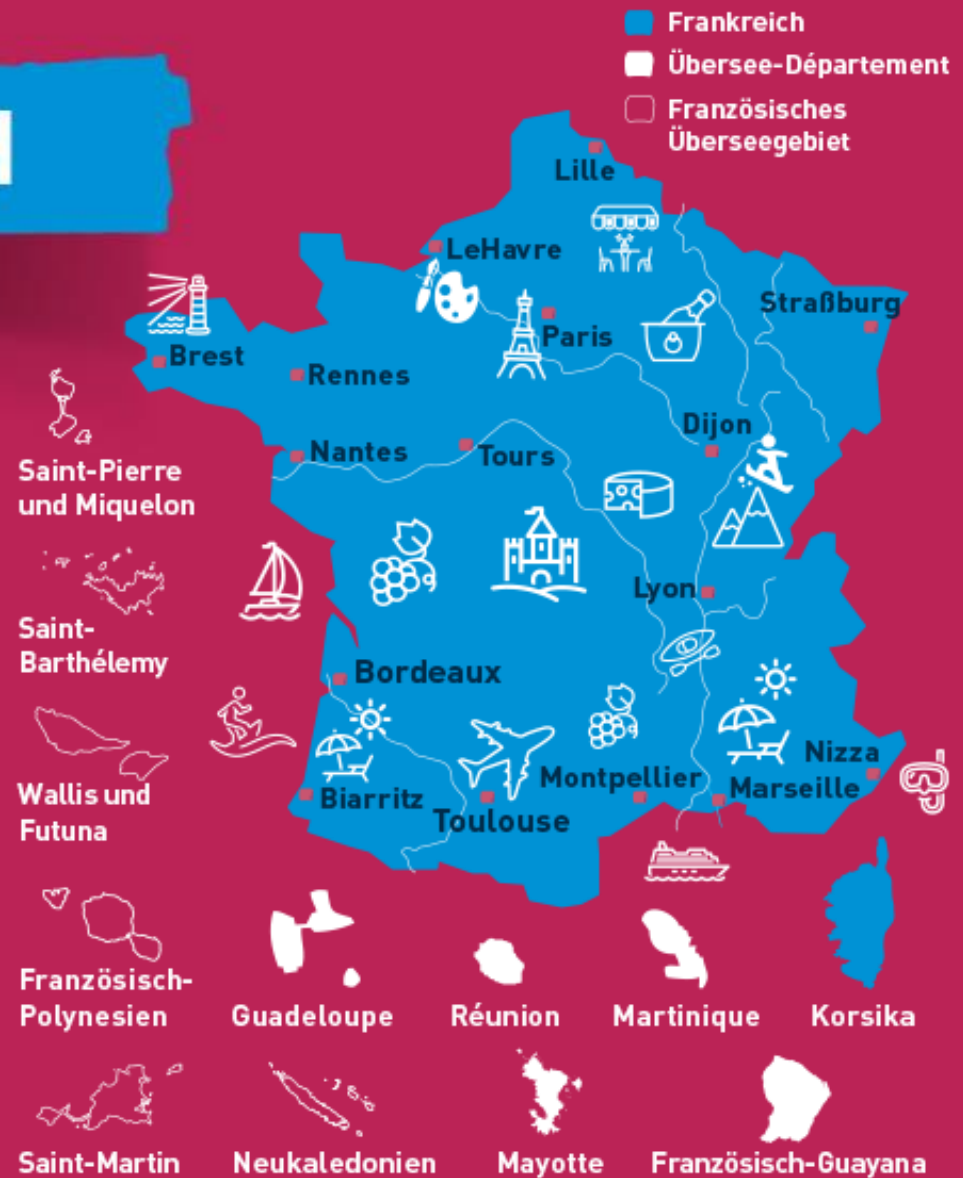 Frankreich
Übersee-Département
Französisches
Überseegebiet
Lille
LeHavre
Straßburg
Paris
Brest
Rennes
Dijon
Nantes
Tours
Saint-Pierre
und Miquelon
Lyon
Saint-
Barthélemy
Bordeaux
Nizza
Montpellier
Marseille
Biarritz
Toulouse
Wallis und
Futuna
Französisch-
Polynesien
Guadeloupe
Réunion
Martinique
Korsika
Saint-Martin
Neukaledonien
Mayotte
Französisch-Guayana